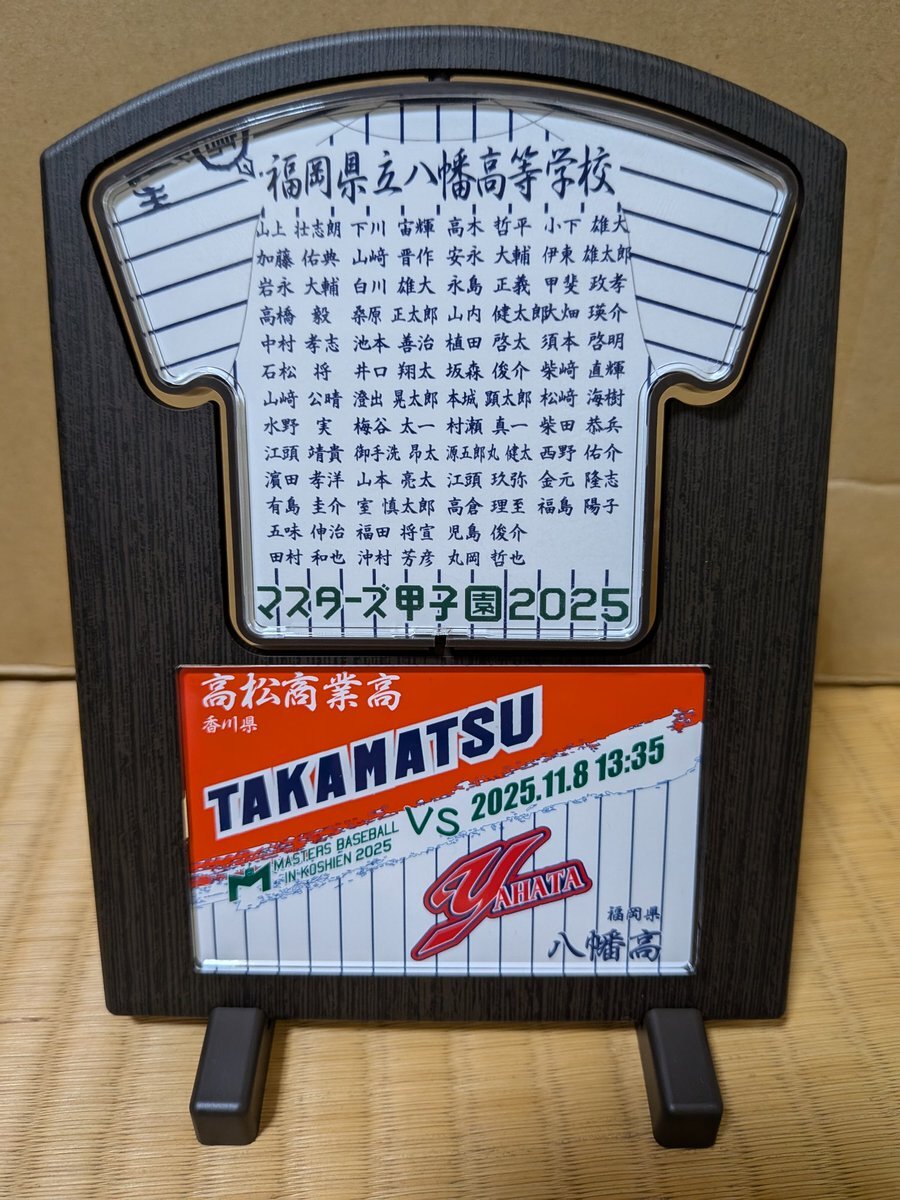 福岡県立八幡高等学校
山上 壮志朗 下川 宙輝 高木 哲平 小下 雄大
加藤 佑典 山﨑 晋作 安永 大輔 伊東 雄太郎
岩永 大輔 白川 雄大 永島 正義 甲斐 政孝
高橋 毅 桑原 正太郎 山内 健太郎 大畑 瑛介
中村 孝志 池本 善治 植田 啓太 須本 啓明
石松 将 井口 翔太 坂森 俊介 柴﨑 直輝
山﨑 公晴 澄出 晃太郎 本城 顕太郎 松﨑 海樹
水野 実 梅谷 太一 村瀬 真一 柴田 恭兵
江頭 靖貴 御手洗 昂太 源五郎丸 健太 西野 佑介
濱田 孝洋 山本 亮太 江頭 玖弥 金元 隆志
有島 圭介 室 慎太郎 高倉 理至 福島 陽子
五味 伸治 福田 将宣 児島 俊介
田村 和也 沖村 芳彦 丸岡 哲也
マスターズ甲子園2025
高松商業高
香川県
TAKAMATSU
VS 2025.11.8 13:35
MASTERS BASEBALL
IN KOSHIEN 2025
YAHATA
福岡県
八幡高